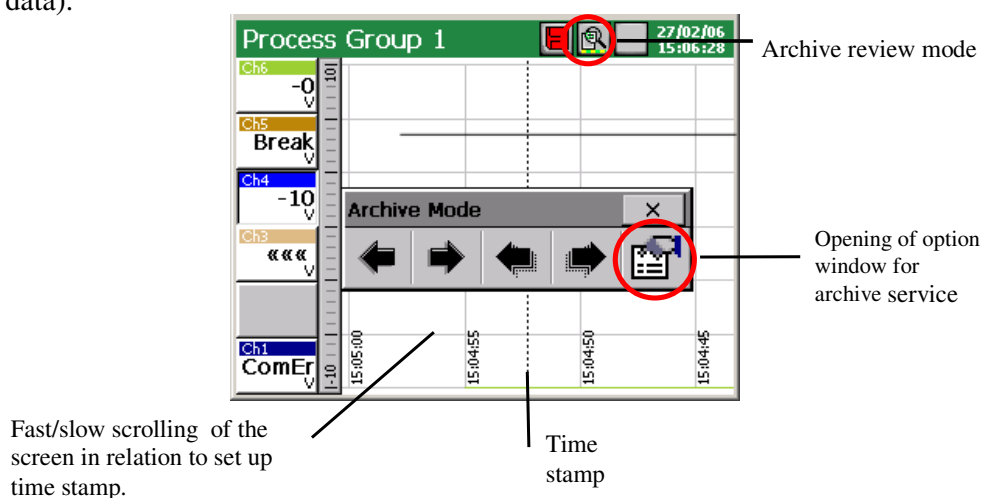 data).
Process Group 1
27/02/06
15:06:28
Archive review mode
Ch6
-0
V
Ch5
Break
V
Ch4
-10
V
Ch3
«««
V
Ch1
ComEr
V
101
-10
Archive Mode
×
Opening of option
window for
archive service
15:05:00
15:04:55
15:04:50
15:04:45
Fast/slow scrolling of the
screen in relation to set up
time stamp.
Time
stamp